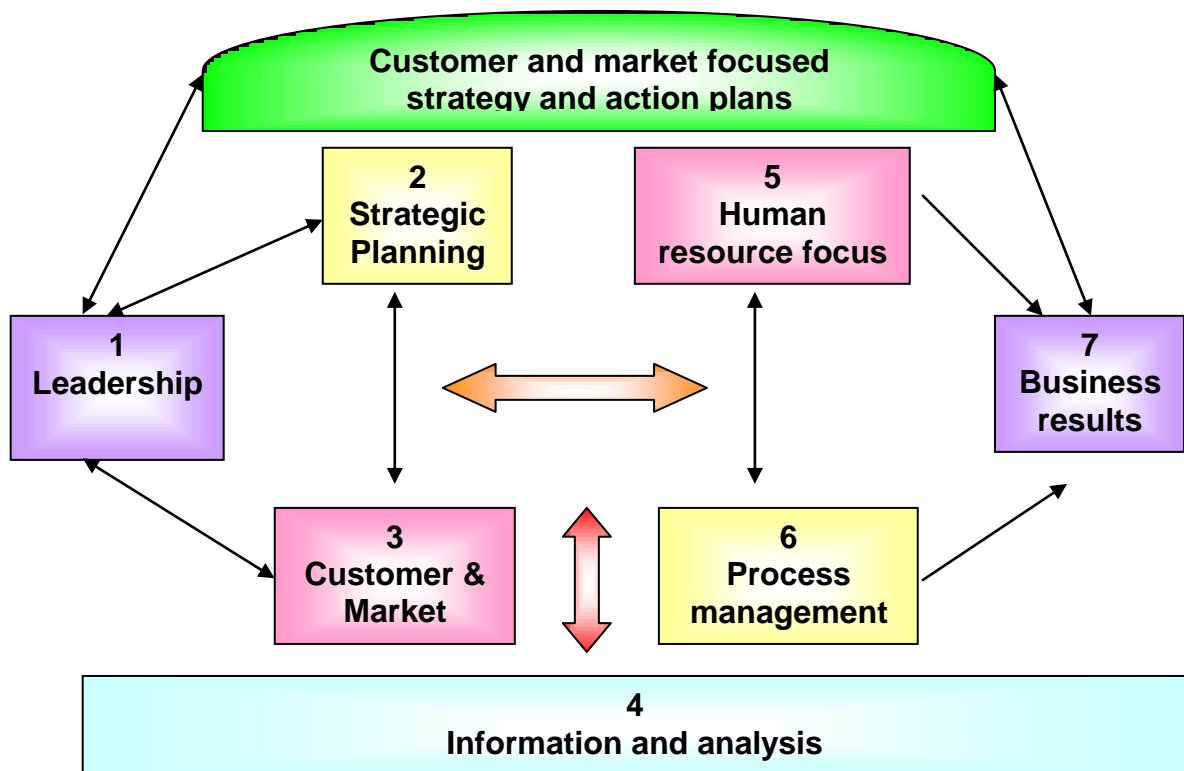 Customer and market focused
strategy and action plans
2
Strategic
Planning
5
Human
resource focus
1
Leadership
7
Business
results
3
Customer &
Market
6
Process
management
4
Information and analysis